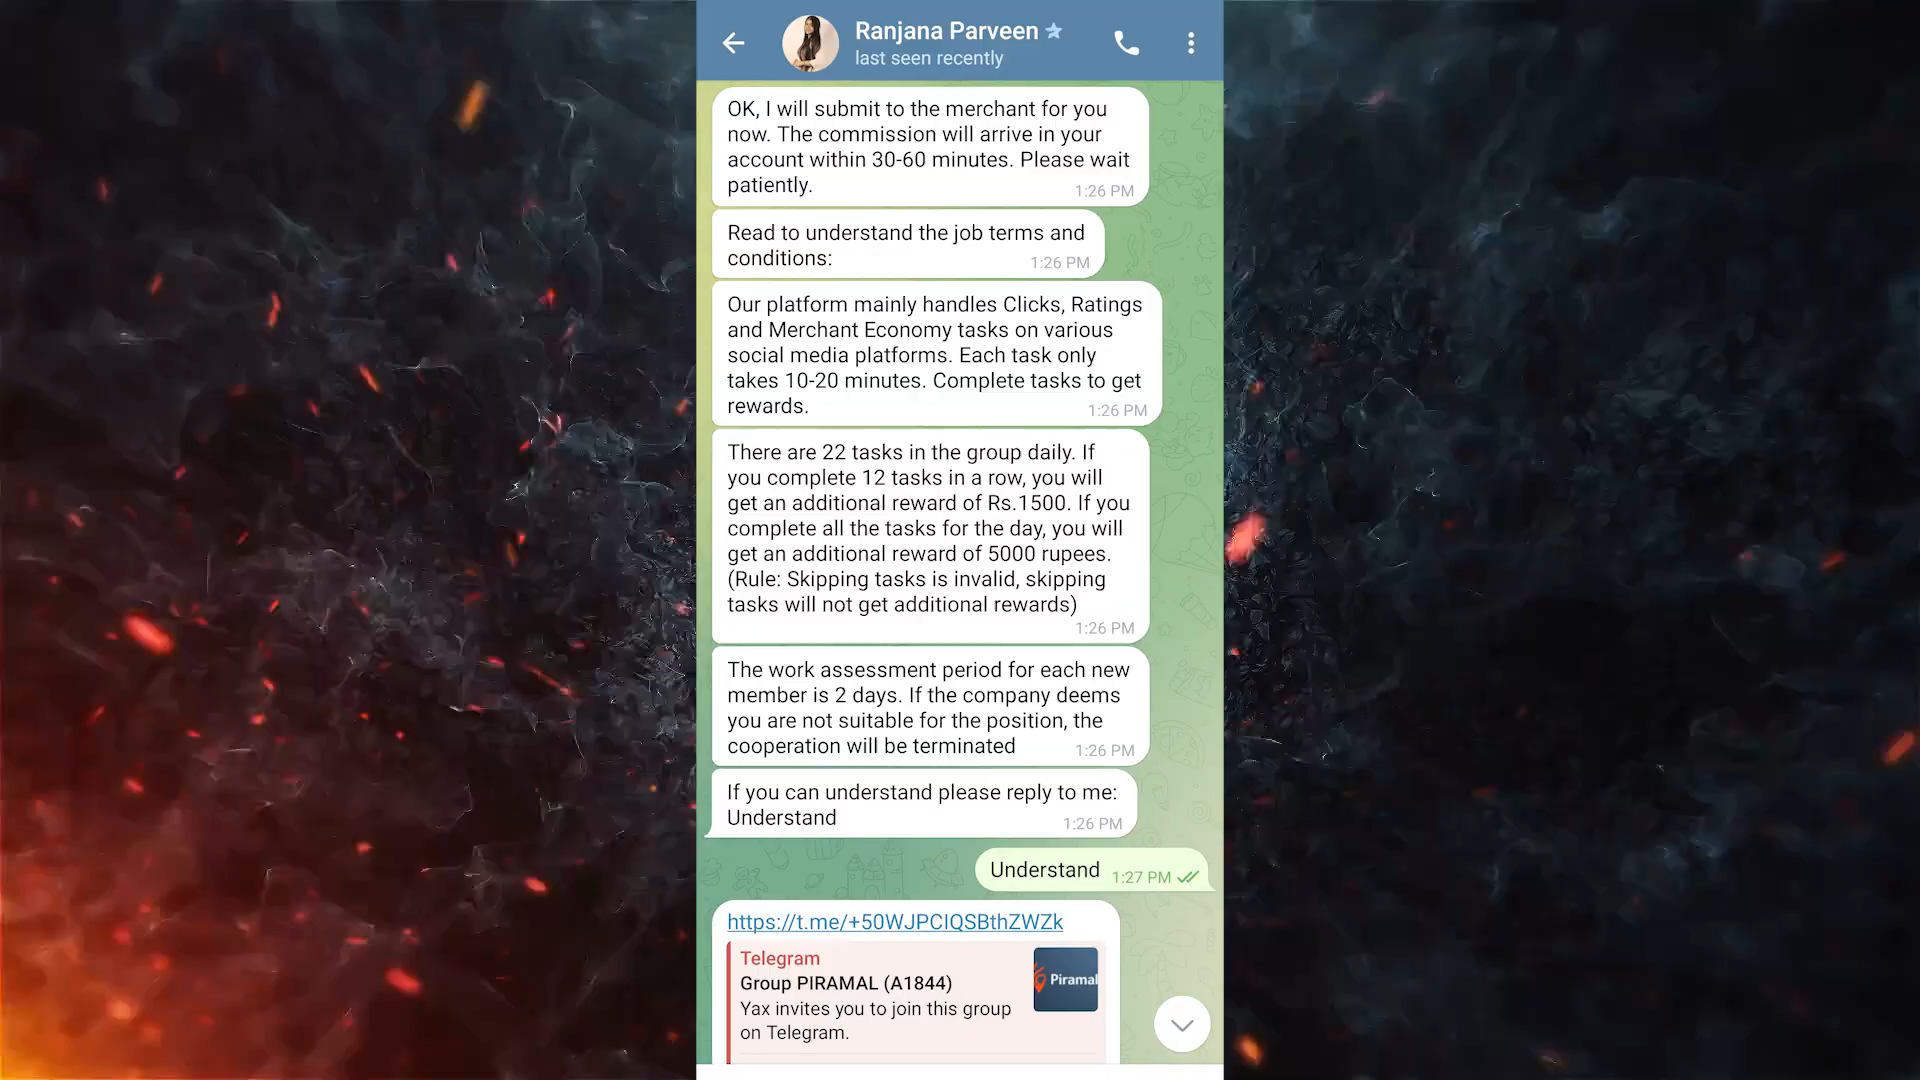 Ranjana Parveen
last seen recently
OK, I will submit to the merchant for you
now. The commission will arrive in your
account within 30-60 minutes. Please wait
patiently.
1:26 PM
Read to understand the job terms and
conditions:
1:26 PM
Our platform mainly handles Clicks, Ratings
and Merchant Economy tasks on various
social media platforms. Each task only
takes 10-20 minutes. Complete tasks to get
rewards.
1:26 PM
There are 22 tasks in the group daily. If
you complete 12 tasks in a row, you will
get an additional reward of Rs.1500. If you
complete all the tasks for the day, you will
get an additional reward of 5000 rupees.
(Rule: Skipping tasks is invalid, skipping
tasks will not get additional rewards)
1:26 PM
The work assessment period for each new
member is 2 days. If the company deems
you are not suitable for the position, the
cooperation will be terminated
1:26 PM
If you can understand please reply to me:
Understand
1:26 PM
Understand 1:27 PM
https://t.me/+50WJPCIQSBthZWZk
Telegram
Group PIRAMAL (A1844)
Yax invites you to join this group
on Telegram.
Piramal